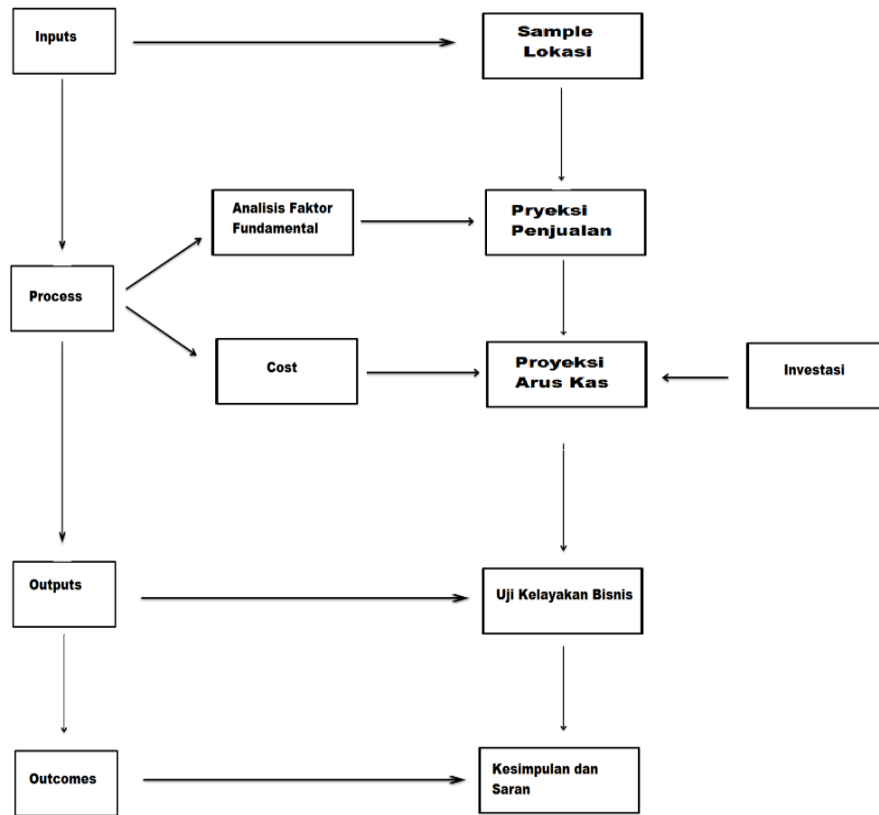 Inputs
Sample
Lokasi
Analisis Faktor
Fundamental
Pryeksi
Penjualan
Process
Cost
Proyeksi
Arus Kas
Investasi
Outputs
Uji Kelayakan Bisnis
Outcomes
Kesimpulan dan
Saran